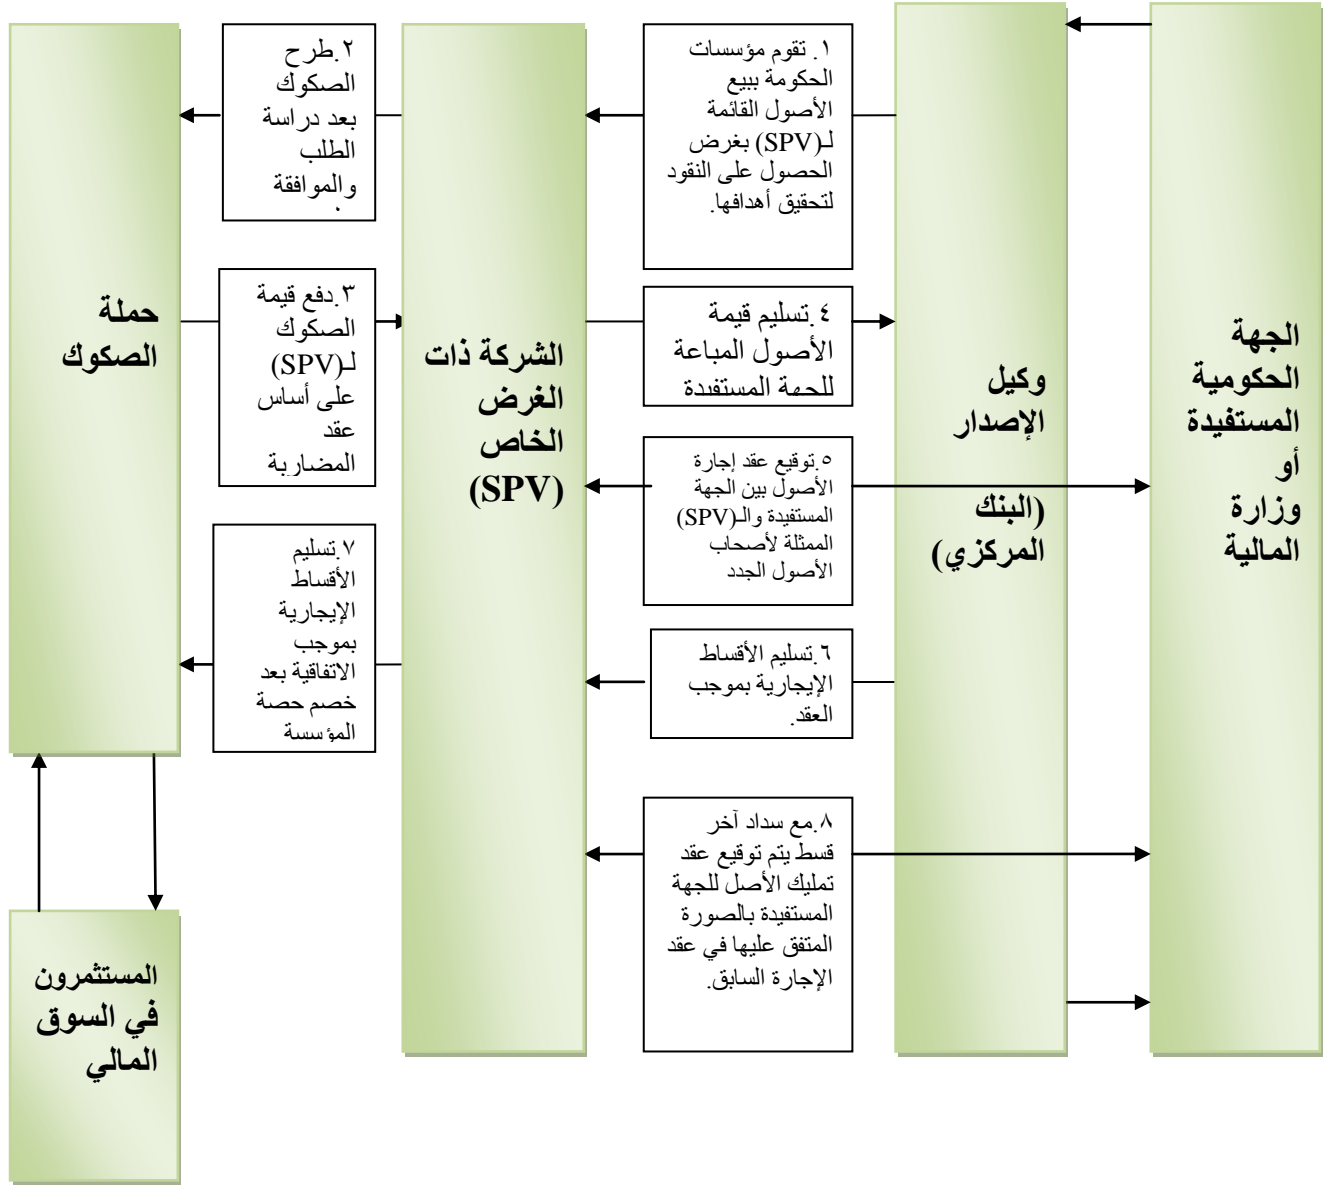 ١. تقوم مؤسسات
الحكومة ببيع
الأصول القائمة
لـ(SPV) بغرض
الحصول على النقود
لتحقيق أهدافها.
٢.طرح
الصكوك
بعد دراسة
الطلب
والموافقة
٣.دفع قيمة
الصكوك
لـ(SPV)
على أساس
عقد
المضاربة
٤.تسليم قيمة
الأصول المباعة
للجهة المستفيدة
٥.توقيع عقد إجارة
الأصول بين الجهة
المستفيدة والـ(SPV)
الممثلة لأصحاب
الأصول الجدد
٦.تسليم الأقساط
الإيجارية بموجب
العقد.
٧.تسليم
الأقساط
الإيجارية
بموجب
الاتفاقية بعد
خصم حصة
المؤسسة
٨.مع سداد آخر
قسط يتم توقيع عقد
تمليك الأصل للجهة
المستفيدة بالصورة
المتفق عليها في عقد
الإجارة السابق.
الجهة
الحكومية
المستفيدة
أو
وزارة
المالية
وكيل
الإصدار
(البنك
المركزي)
الشركة ذات
الغرض
الخاص
(SPV)
حملة
الصكوك
المستثمرون
في السوق
المالي